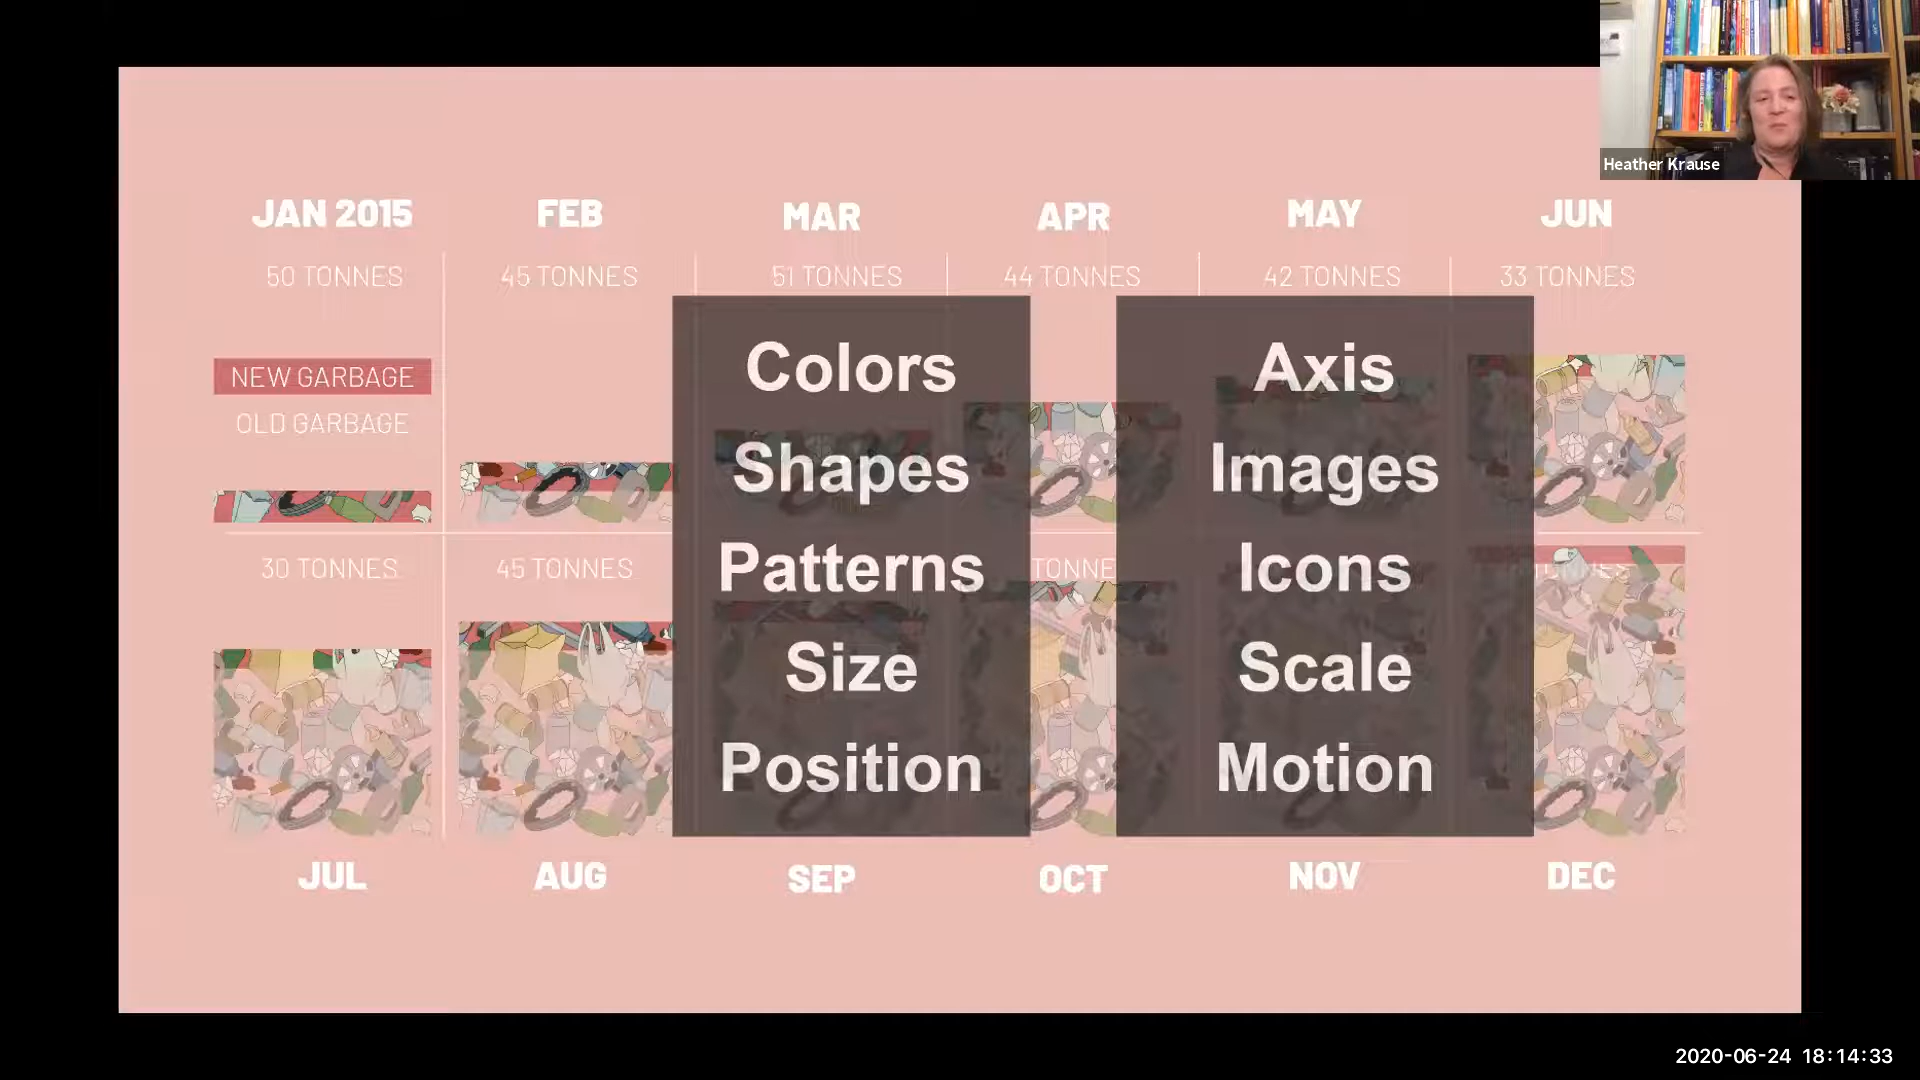 Heather Krause
JAN 2015 FEB MAR APR MAY JUN
50 TONNES 45 TONNES 51 TONNES 44 TONNES 42 TONNES 33 TONNES
NEW GARBAGE
OLD GARBAGE
Colors
Shapes
Patterns
Size
Position
Axis
Images
Icons
Scale
Motion
30 TONNES 45 TONNES
JUL AUG SEP OCT NOV DEC
2020-06-24 18:14:33